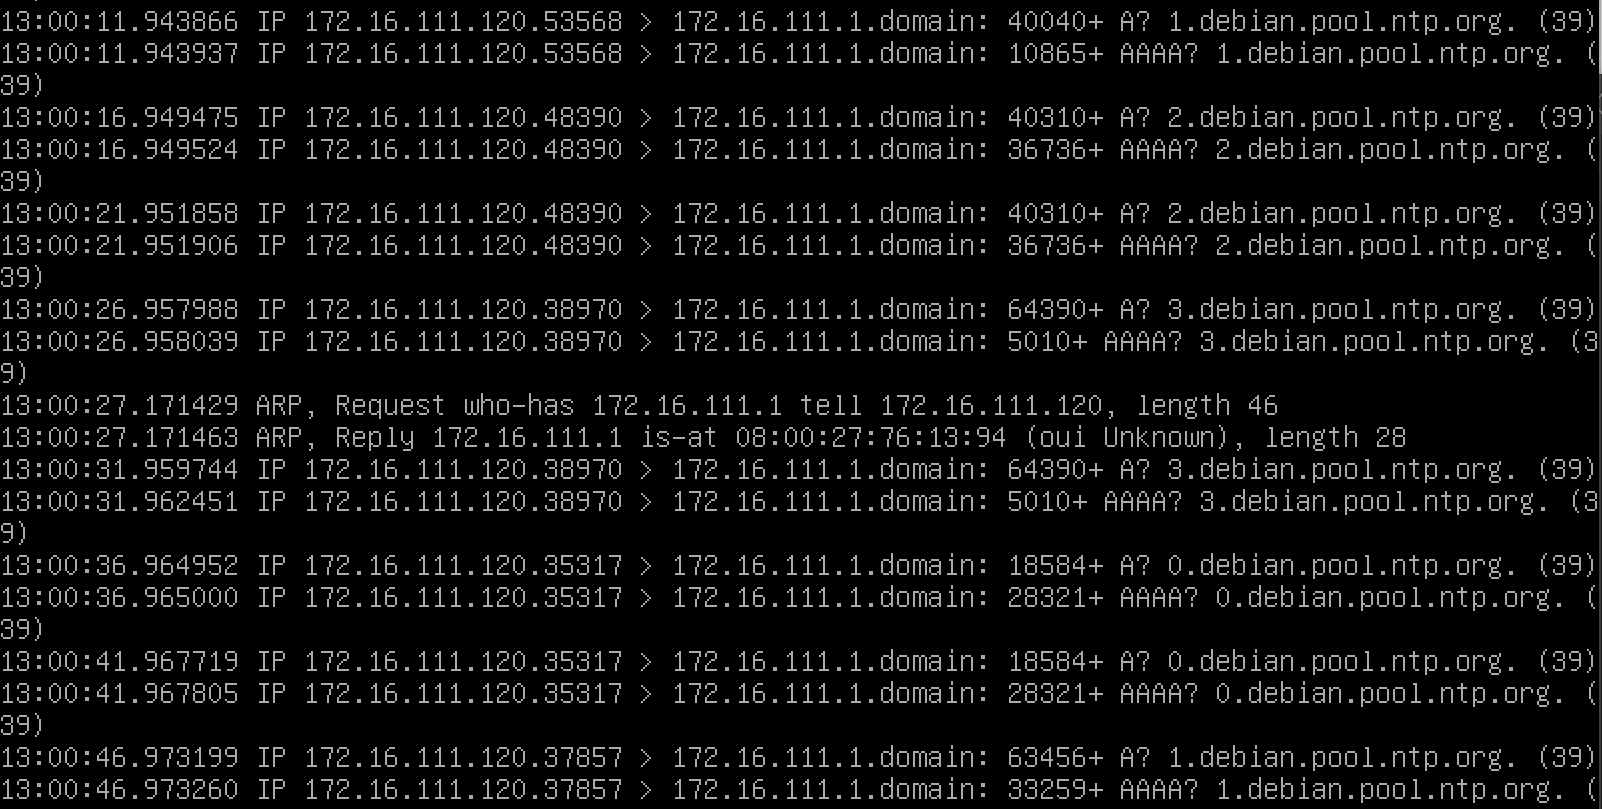 13:00:11.943866 IP 172.16.111.120.53568 > 172.16.111.1.domain: 40040+ A? 1.debian.pool.ntp.org. (39)
13:00:11.943937 IP 172.16.111.120.53568 > 172.16.111.1.domain: 10865+ AAAA? 1.debian.pool.ntp.org. (
39)
13:00:16.949475 IP 172.16.111.120.48390 > 172.16.111.1.domain: 40310+ A? 2.debian.pool.ntp.org. (39)
13:00:16.949524 IP 172.16.111.120.48390 > 172.16.111.1.domain: 36736+ AAAA? 2.debian.pool.ntp.org. (
39)
13:00:21.951858 IP 172.16.111.120.48390 > 172.16.111.1.domain: 40310+ A? 2.debian.pool.ntp.org. (39)
13:00:21.951906 IP 172.16.111.120.48390 > 172.16.111.1.domain: 36736+ AAAA? 2.debian.pool.ntp.org. (
39)
13:00:26.957988 IP 172.16.111.120.38970 > 172.16.111.1.domain: 64390+ A? 3.debian.pool.ntp.org. (39)
13:00:26.958039 IP 172.16.111.120.38970 > 172.16.111.1.domain: 5010+ AAAA? 3.debian.pool.ntp.org. (3
9)
13:00:27.171429 ARP, Request who-has 172.16.111.1 tell 172.16.111.120, length 46
13:00:27.171463 ARP, Reply 172.16.111.1 is-at 08:00:27:76:13:94 (oui Unknown), length 28
13:00:31.959744 IP 172.16.111.120.38970 > 172.16.111.1.domain: 64390+ A? 3.debian.pool.ntp.org. (39)
13:00:31.962451 IP 172.16.111.120.38970 > 172.16.111.1.domain: 5010+ AAAA? 3.debian.pool.ntp.org. (3
9)
13:00:36.964952 IP 172.16.111.120.35317 > 172.16.111.1.domain: 18584+ A? 0.debian.pool.ntp.org. (39)
13:00:36.965000 IP 172.16.111.120.35317 > 172.16.111.1.domain: 28321+ AAAA? 0.debian.pool.ntp.org. (
39)
13:00:41.967719 IP 172.16.111.120.35317 > 172.16.111.1.domain: 18584+ A? 0.debian.pool.ntp.org. (39)
13:00:41.967805 IP 172.16.111.120.35317 > 172.16.111.1.domain: 28321+ AAAA? 0.debian.pool.ntp.org. (
39)
13:00:46.973199 IP 172.16.111.120.37857 > 172.16.111.1.domain: 63456+ A? 1.debian.pool.ntp.org. (39)
13:00:46.973260 IP 172.16.111.120.37857 > 172.16.111.1.domain: 33259+ AAAA? 1.debian.pool.ntp.org. (